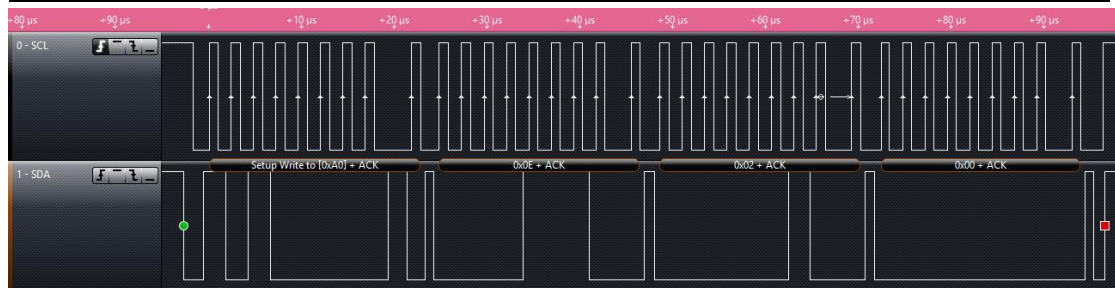 +80 µs +90 µs +10 µs +20 µs +30 µs +40 µs +50 µs +60 µs +70 µs +80 µs +90 µs
0 - SCL
Setup Write to [0xA0] + ACK 0x0E + ACK 0x02 + ACK 0x00 + ACK
1 - SDA